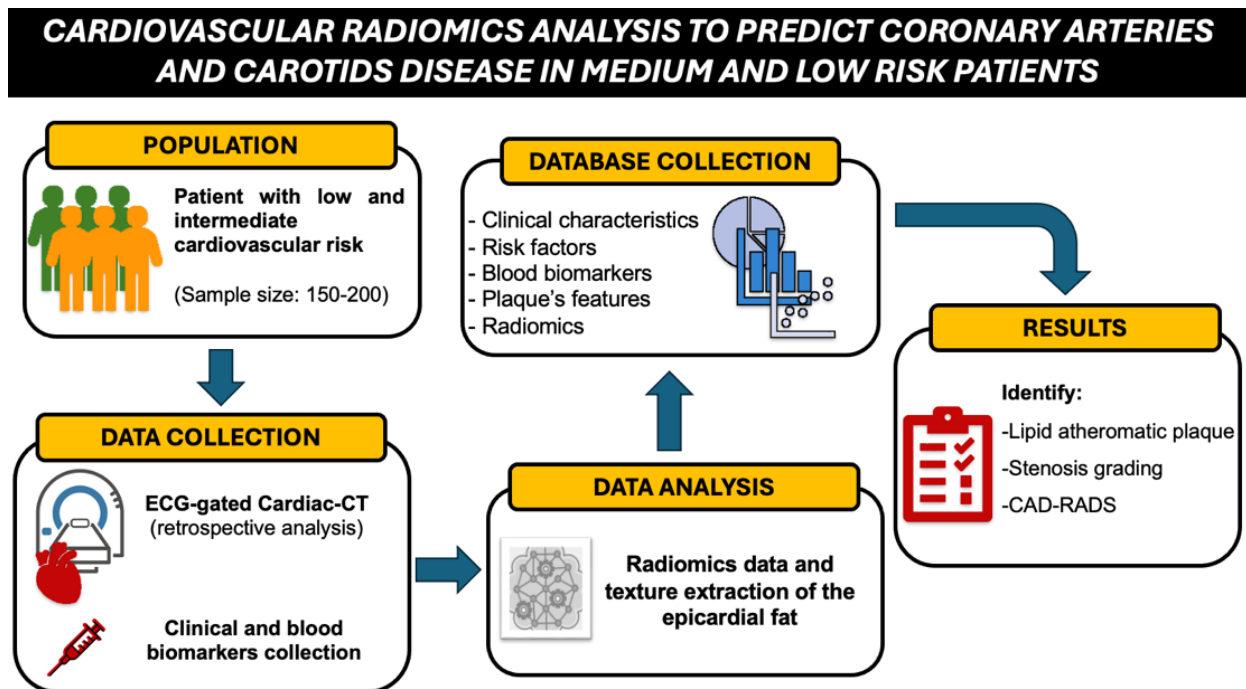 CARDIOVASCULAR RADIOMICS ANALYSIS TO PREDICT CORONARY ARTERIES
AND CAROTIDS DISEASE IN MEDIUM AND LOW RISK PATIENTS
POPULATION
Patient with low and
intermediate
cardiovascular risk
(Sample size: 150-200)
DATA COLLECTION
ECG-gated Cardiac-CT
(retrospective analysis)
Clinical and blood
biomarkers collection
DATA ANALYSIS
Radiomics data and
texture extraction of the
epicardial fat
DATABASE COLLECTION
- Clinical characteristics
- Risk factors
- Blood biomarkers
- Plaque's features
- Radiomics
RESULTS
Identify:
-Lipid atheromatic plaque
-Stenosis grading
-CAD-RADS